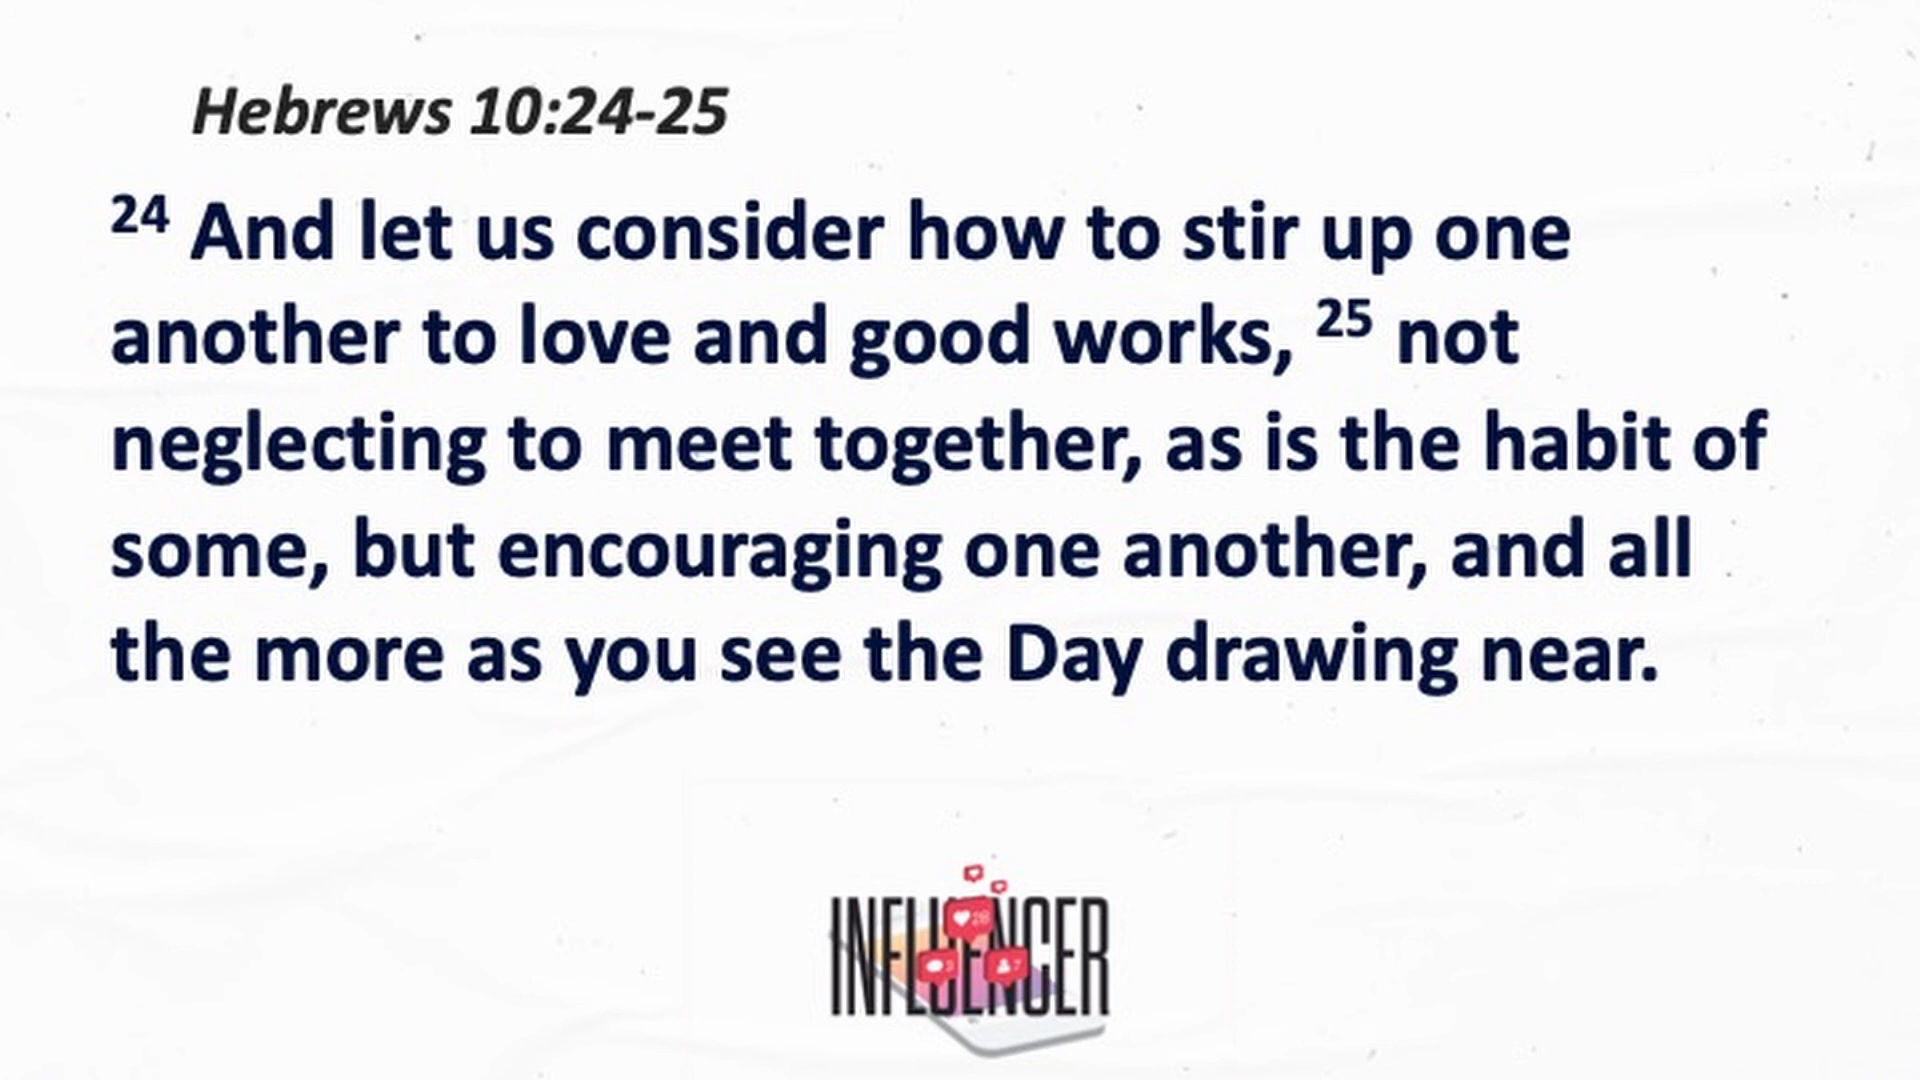 Hebrews 10:24-25
24 And let us consider how to stir up one
another to love and good works, 25 not
neglecting to meet together, as is the habit of
some, but encouraging one another, and all
the more as you see the Day drawing near.
INFLUENCER